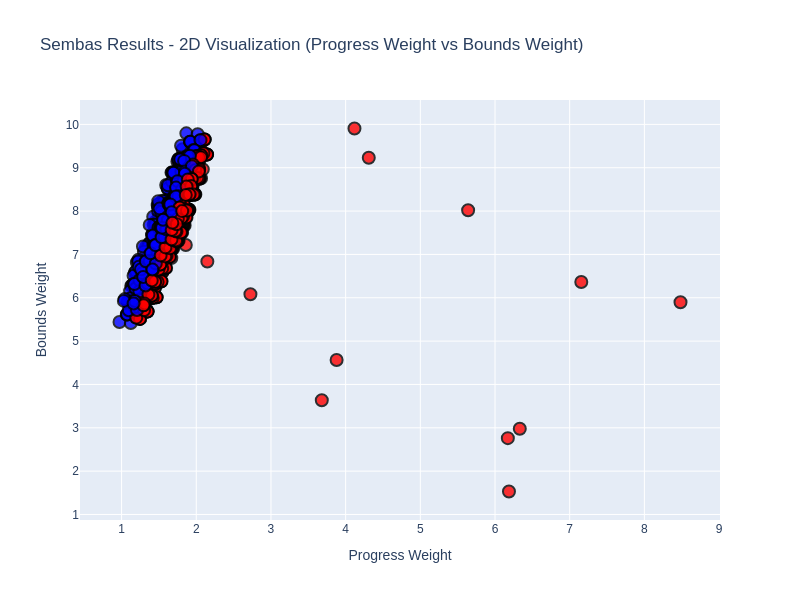 Sembas Results - 2D Visualization (Progress Weight vs Bounds Weight)
10
9
8
7
6
5
4
3
2
1
Bounds Weight
1 2 3 4 5 6 7 8 9
Progress Weight